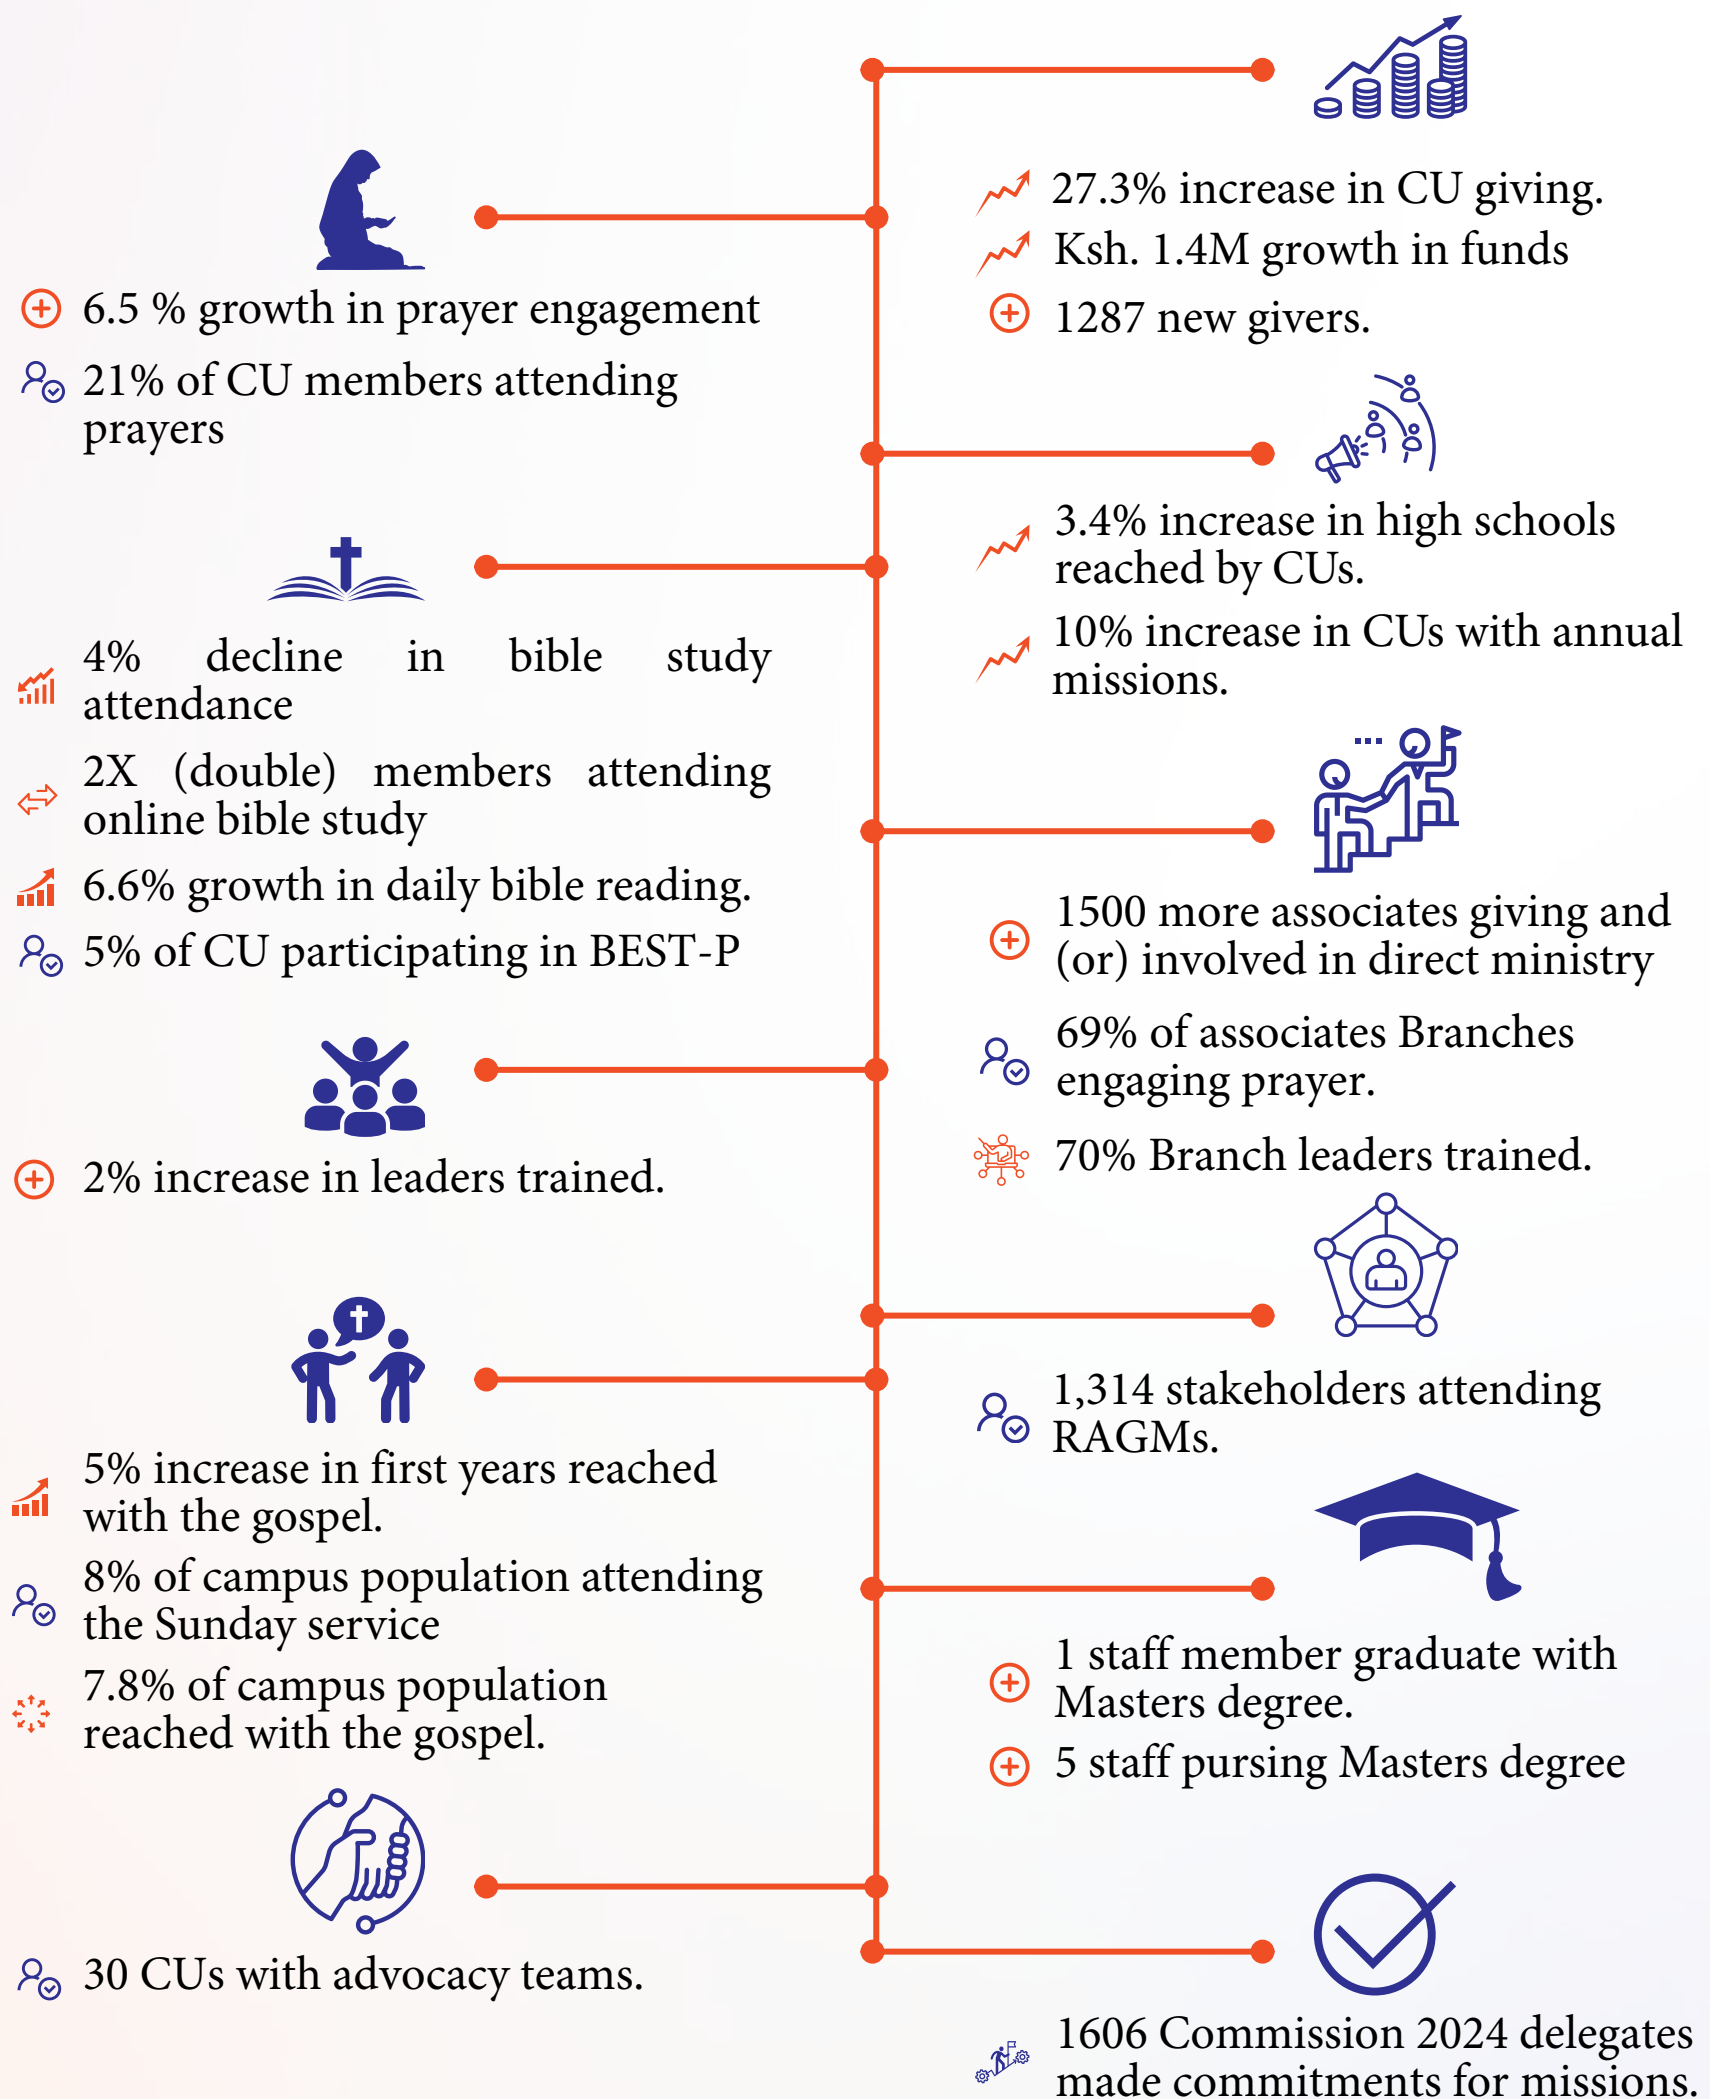 6.5 % growth in prayer engagement
21% of CU members attending
prayers
4% decline in bible study
attendance
2X (double) members attending
online bible study
6.6% growth in daily bible reading.
5% of CU participating in BEST-P
2% increase in leaders trained.
5% increase in first years reached
with the gospel.
8% of campus population attending
the Sunday service
7.8% of campus population
reached with the gospel.
30 CUs with advocacy teams.
27.3% increase in CU giving.
Ksh. 1.4M growth in funds
1287 new givers.
3.4% increase in high schools
reached by CUs.
10% increase in CUs with annual
missions.
1500 more associates giving and
(or) involved in direct ministry
69% of associates Branches
engaging prayer.
70% Branch leaders trained.
1,314 stakeholders attending
RAGMs.
1 staff member graduate with
Masters degree.
5 staff pursing Masters degree
1606 Commission 2024 delegates
made commitments for missions.